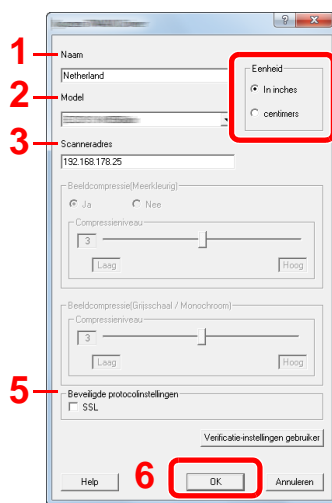 1
Naam
Netherland
Eenheid
In inches
centimers
2
Model
3
Scanneradres
192.168.178.25
Beeldcompressie(Meerkleurig)
Ja
Nee
Compressieniveau
3
Laag
Hoog
Beeldcompressie(Grijsschaal / Monochroom)
Compressieniveau
3
Laag
Hoog
5
Beveiligde protocolinstellingen
SSL
Verificatie-instellingen gebruiker
6
Help
OK
Annuleren